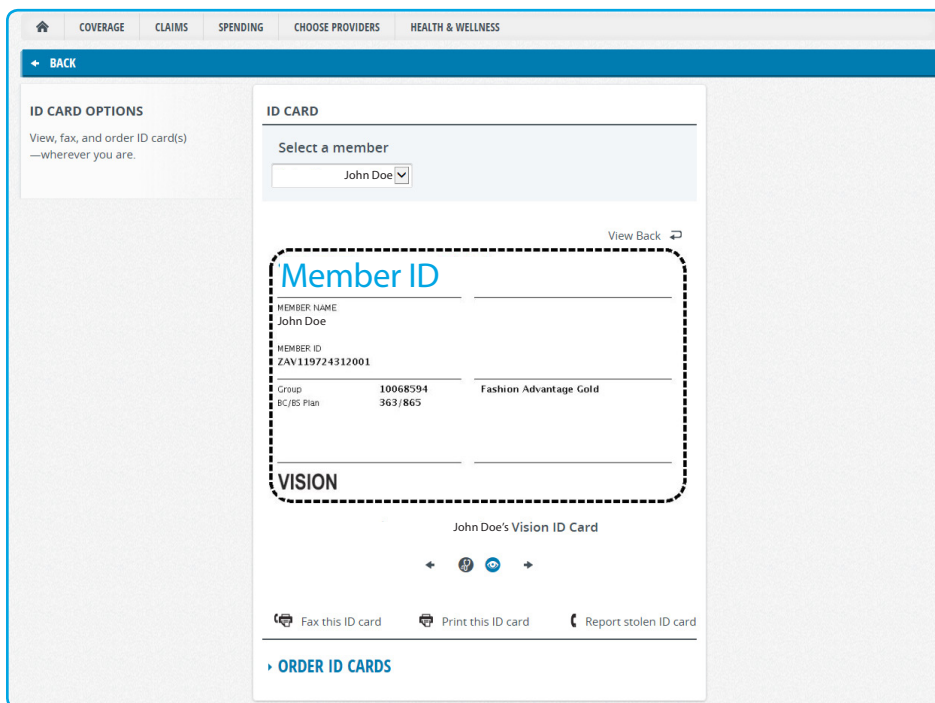 COVERAGE CLAIMS SPENDING CHOOSE PROVIDERS HEALTH & WELLNESS
BACK
ID CARD OPTIONS
View, fax, and order ID card(s)
—wherever you are.
ID CARD
Select a member
John Doe
View Back
Member ID
MEMBER NAME
John Doe
MEMBER ID
ZAV119724312001
Group 10068594 Fashion Advantage Gold
BC/BS Plan 363/865
VISION
John Doe's Vision ID Card
Fax this ID card Print this ID card Report stolen ID card
ORDER ID CARDS